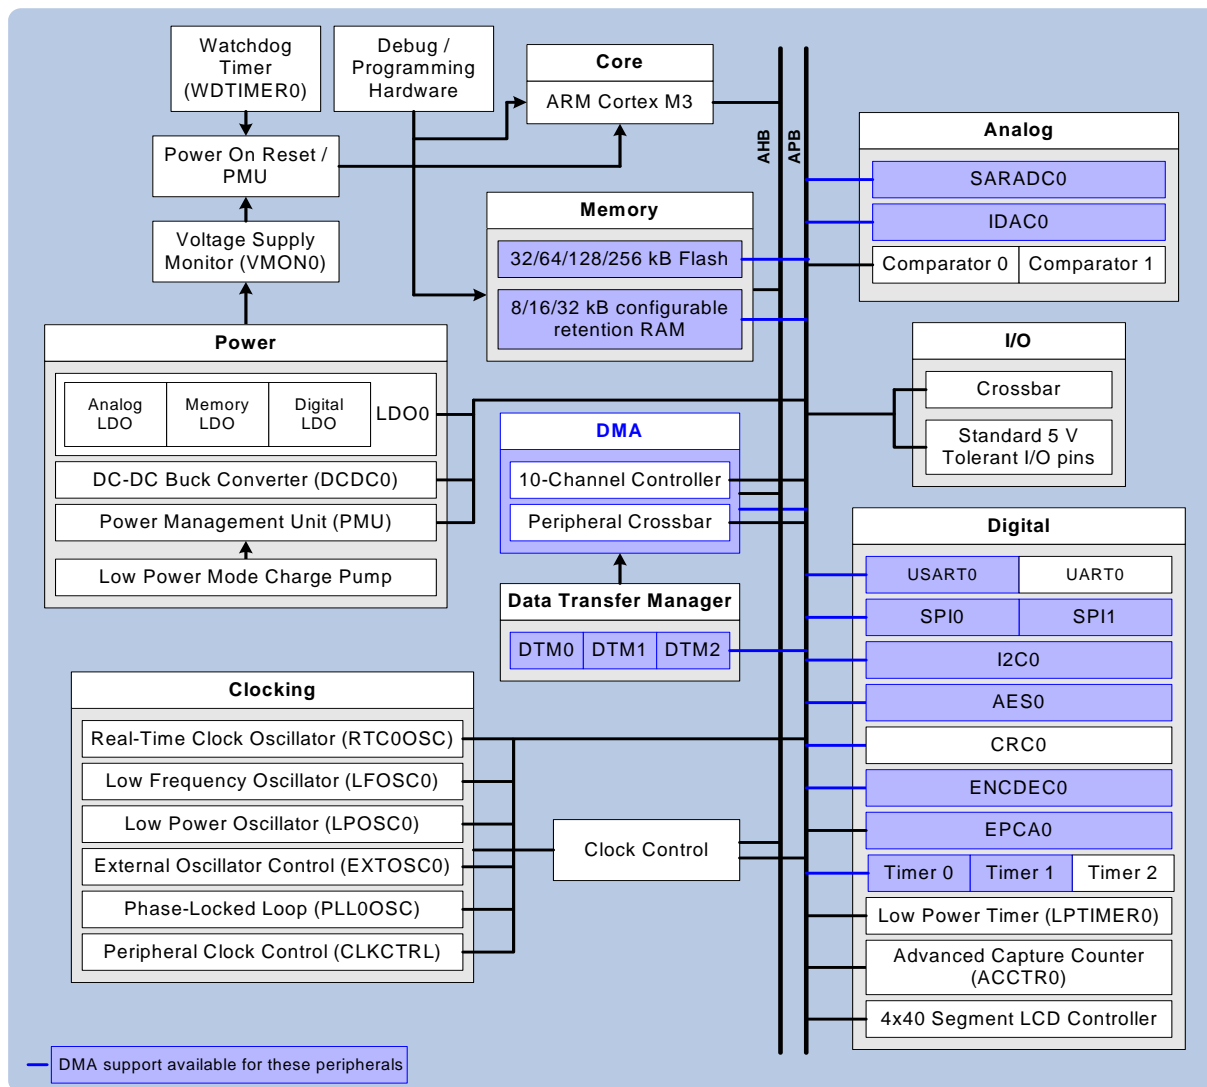 Watchdog
Timer
(WDTIMER0)
Debug /
Programming
Hardware
Core
ARM Cortex M3
Power On Reset /
PMU
Voltage Supply
Monitor (VMON0)
AHB
APB
Memory
32/64/128/256 kB Flash
8/16/32 kB configurable
retention RAM
Analog
SARADC0
IDAC0
Comparator 0
Comparator 1
Power
Analog
LDO
Memory
LDO
Digital
LDO
LDO0
DC-DC Buck Converter (DCDC0)
Power Management Unit (PMU)
Low Power Mode Charge Pump
I/O
Crossbar
Standard 5 V
Tolerant I/O pins
DMA
10-Channel Controller
Peripheral Crossbar
Data Transfer Manager
DTM0
DTM1
DTM2
Digital
USART0
UART0
SPI0
SPI1
I2C0
AES0
CRC0
ENCDEC0
EPCA0
Timer 0
Timer 1
Timer 2
Low Power Timer (LPTIMER0)
Advanced Capture Counter
(ACCTR0)
4x40 Segment LCD Controller
Clocking
Real-Time Clock Oscillator (RTC0OSC)
Low Frequency Oscillator (LFOSC0)
Low Power Oscillator (LPOSC0)
External Oscillator Control (EXTOSC0)
Phase-Locked Loop (PLL0OSC)
Peripheral Clock Control (CLKCTRL)
Clock Control
DMA support available for these peripherals